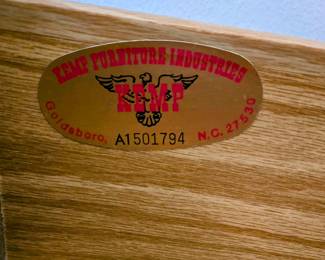 KEMP FURNITURE INDUSTRIES
KEMP
Goldsboro, A1501794 N.C. 27530